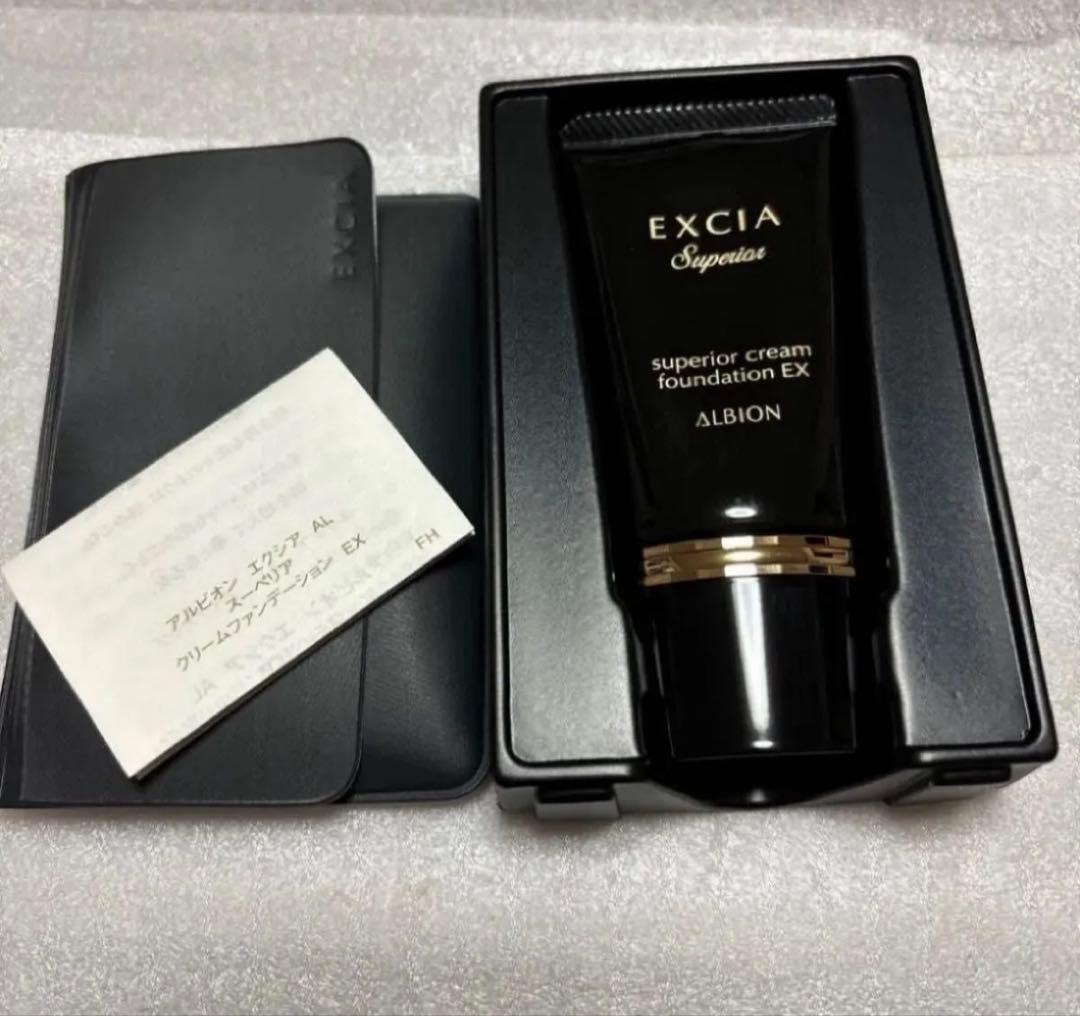 EXCIA
EXCIA
Superior
superior cream
foundation EX
ALBION
アルビオン エクシア AL
スーペリア
クリームファンデーション EX
FH